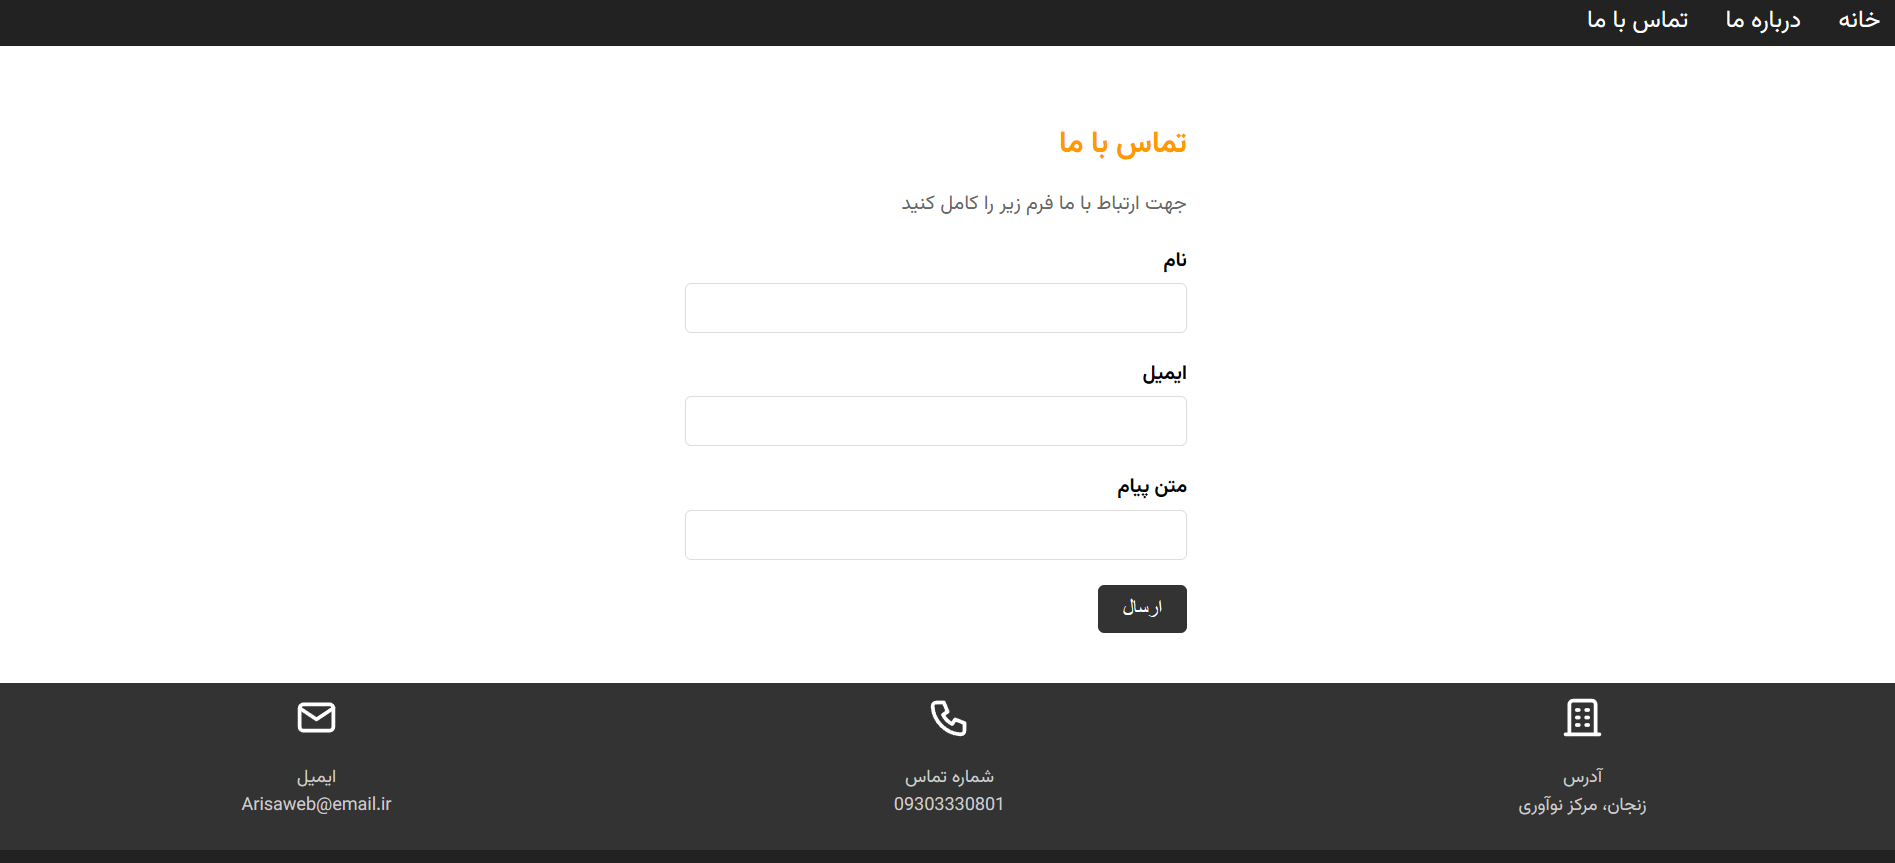 خانه درباره ما تماس با ما
تماس با ما
جهت ارتباط با ما فرم زیر را کامل کنید
نام
ایمیل
متن پیام
ارسال
آدرس
زنجان، مرکز نوآوری
شماره تماس
09303330801
ایمیل
Arisaweb@email.ir